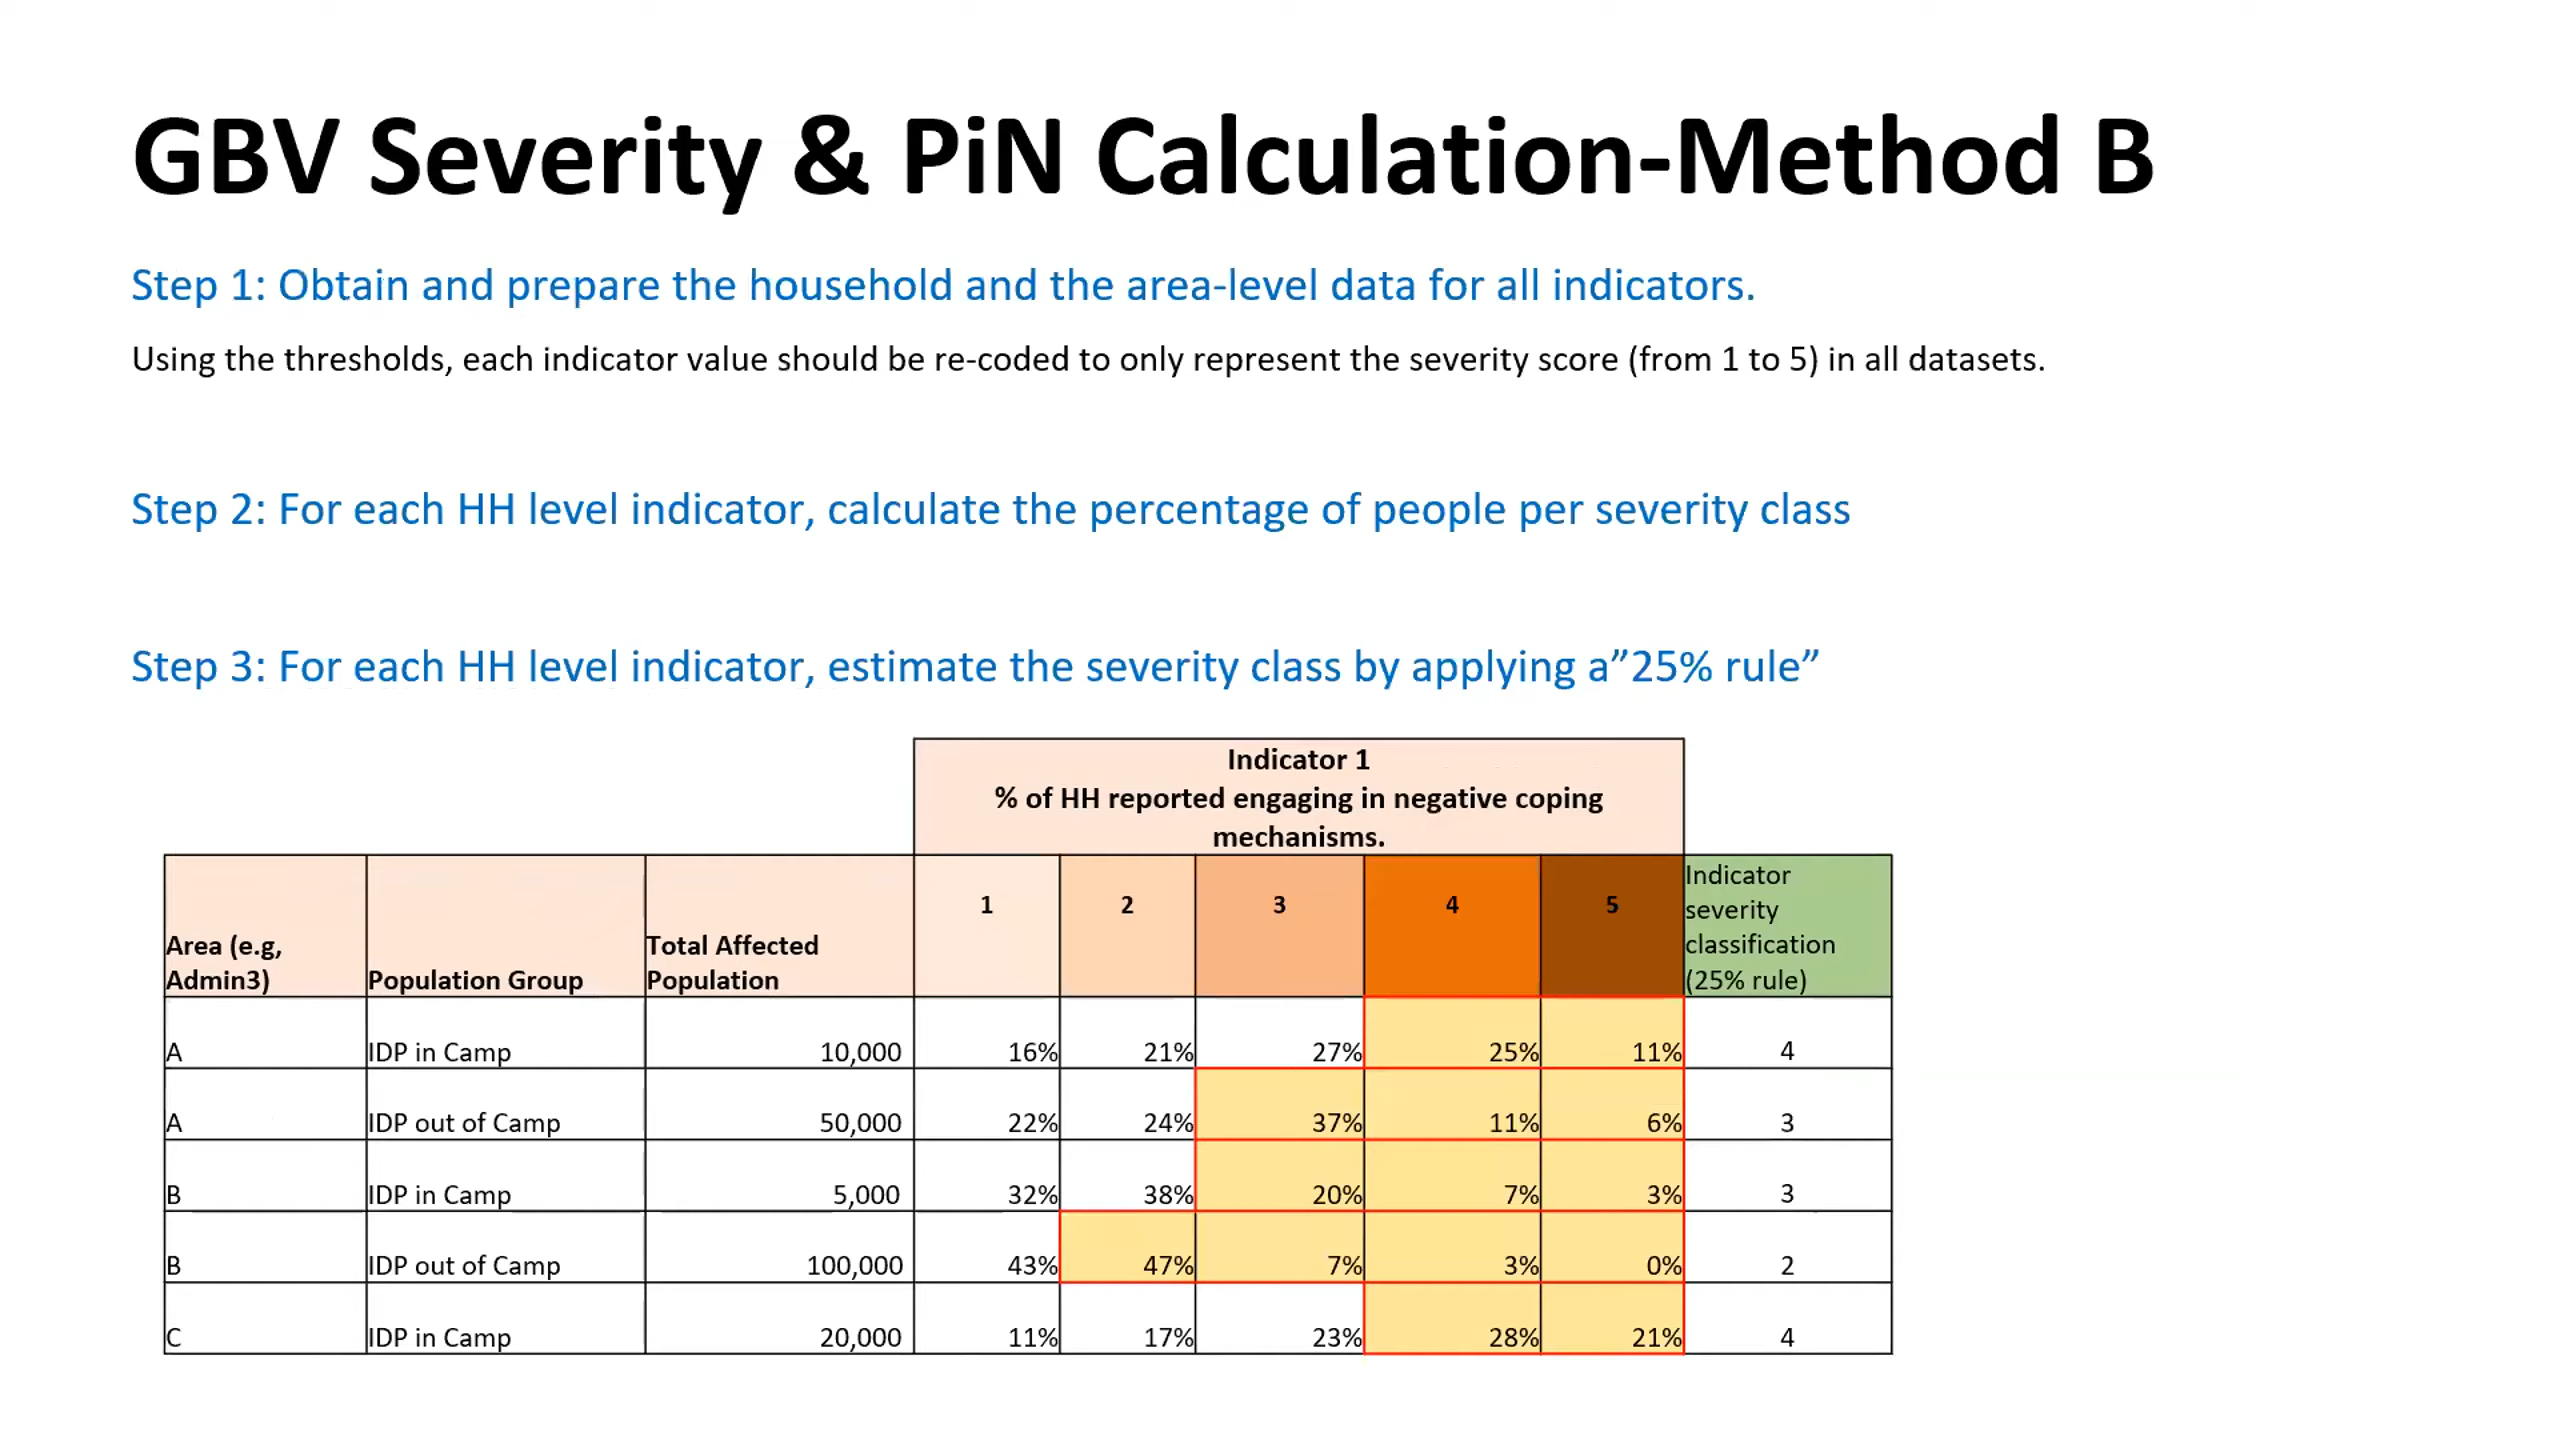 GBV Severity & PiN Calculation-Method B
Step 1: Obtain and prepare the household and the area-level data for all indicators.
Using the thresholds, each indicator value should be re-coded to only represent the severity score (from 1 to 5) in all datasets.
Step 2: For each HH level indicator, calculate the percentage of people per severity class
Step 3: For each HH level indicator, estimate the severity class by applying a”25% rule”
Indicator 1
% of HH reported engaging in negative coping
mechanisms.
Area (e.g, Admin3) Population Group Total Affected Population 1 2 3 4 5 Indicator severity classification (25% rule)
A IDP in Camp 10,000 16% 21% 27% 25% 11% 4
A IDP out of Camp 50,000 22% 24% 37% 11% 6% 3
B IDP in Camp 5,000 32% 38% 20% 7% 3% 3
B IDP out of Camp 100,000 43% 47% 7% 3% 0% 2
C IDP in Camp 20,000 11% 17% 23% 28% 21% 4